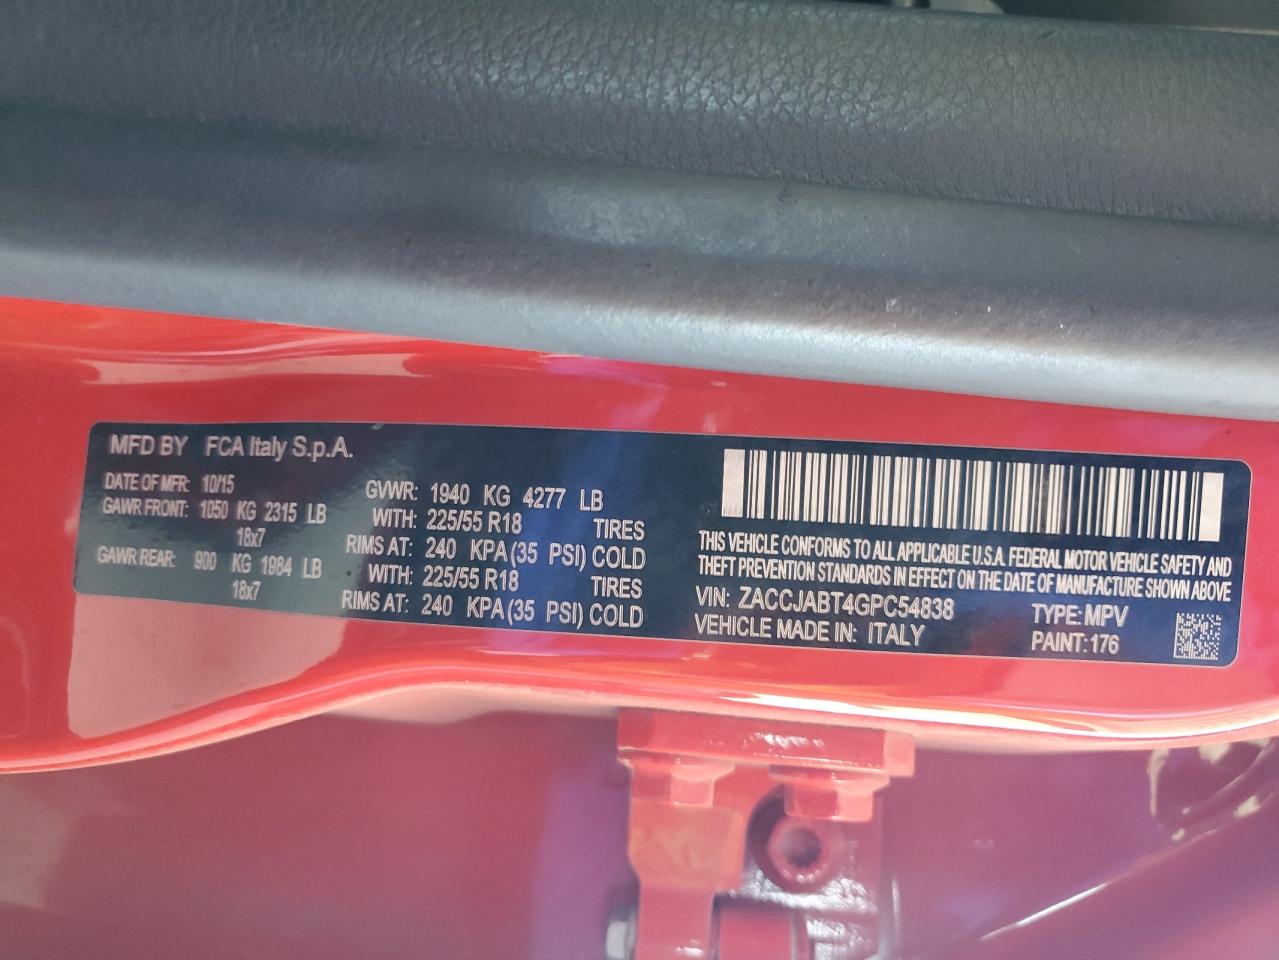 MFD BY FCA Italy S.p.A.
DATE OF MFR: 10/15 GVWR: 1940 KG 4277 LB
GAWR FRONT: 1050 KG 2315 LB WITH: 225/55 R18 TIRES
18x7 RIMS AT: 240 KPA(35 PSI) COLD
GAWR REAR: 900 KG 1984 LB WITH: 225/55 R18 TIRES
18x7 RIMS AT: 240 KPA(35 PSI) COLD
THIS VEHICLE CONFORMS TO ALL APPLICABLE U.S.A. FEDERAL MOTOR VEHICLE SAFETY AND
THEFT PREVENTION STANDARDS IN EFFECT ON THE DATE OF MANUFACTURE SHOWN ABOVE
VIN: ZACCJABT4GPC54838 TYPE: MPV
VEHICLE MADE IN: ITALY PAINT: 176